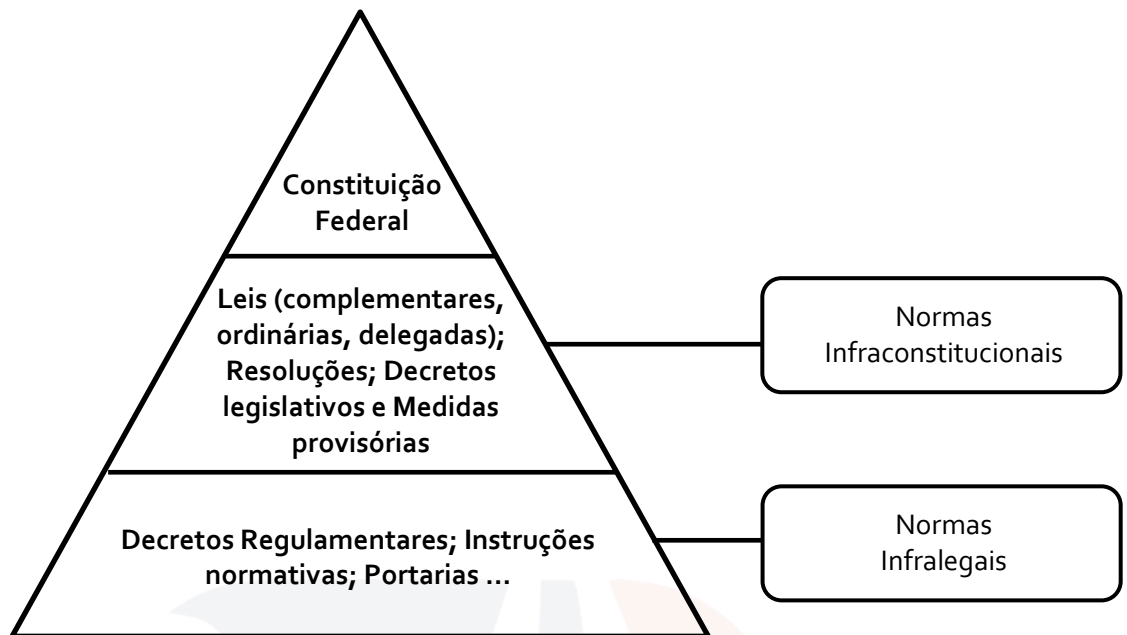 Constituição
Federal
Leis (complementares,
ordinárias, delegadas);
Resoluções; Decretos
legislativos e Medidas
provisórias
Normas
Infraconstitucionais
Decretos Regulamentares; Instruções
normativas; Portarias ...
Normas
Infralegais